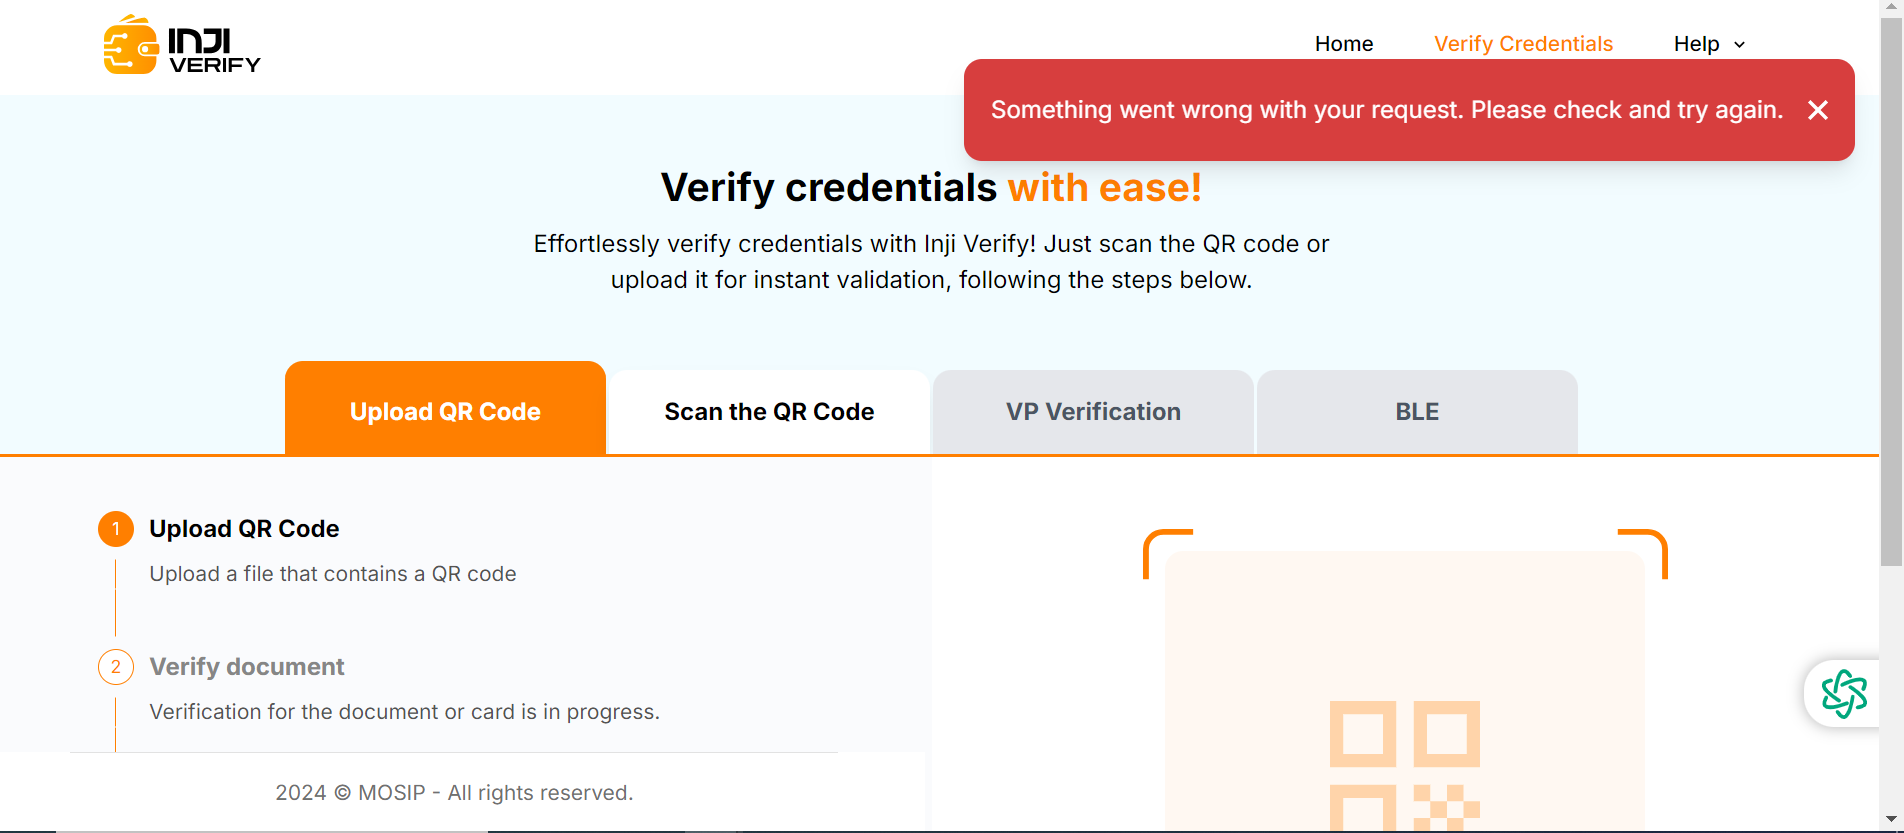 INJI
VERIFY
Home
Verify Credentials
Help
Something went wrong with your request. Please check and try again.
Verify credentials with ease!
Effortlessly verify credentials with Inji Verify! Just scan the QR code or
upload it for instant validation, following the steps below.
Upload QR Code
Scan the QR Code
VP Verification
BLE
1
Upload QR Code
Upload a file that contains a QR code
2
Verify document
Verification for the document or card is in progress.
2024 © MOSIP - All rights reserved.